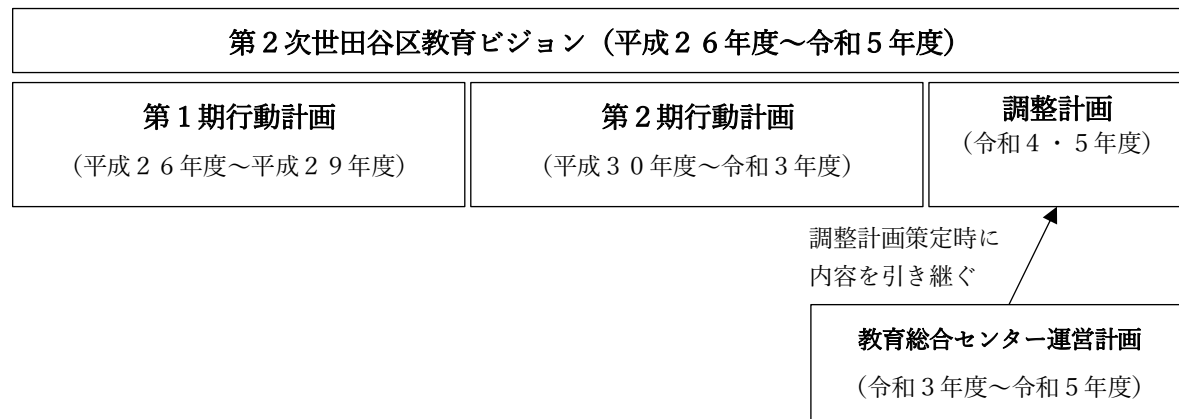 第２次世田谷区教育ビジョン（平成２６年度～令和５年度）
第１期行動計画
（平成２６年度～平成２９年度）
第２期行動計画
（平成３０年度～令和３年度）
調整計画
（令和４・５年度）
調整計画策定時に
内容を引き継ぐ
教育総合センター運営計画
（令和３年度～令和５年度）